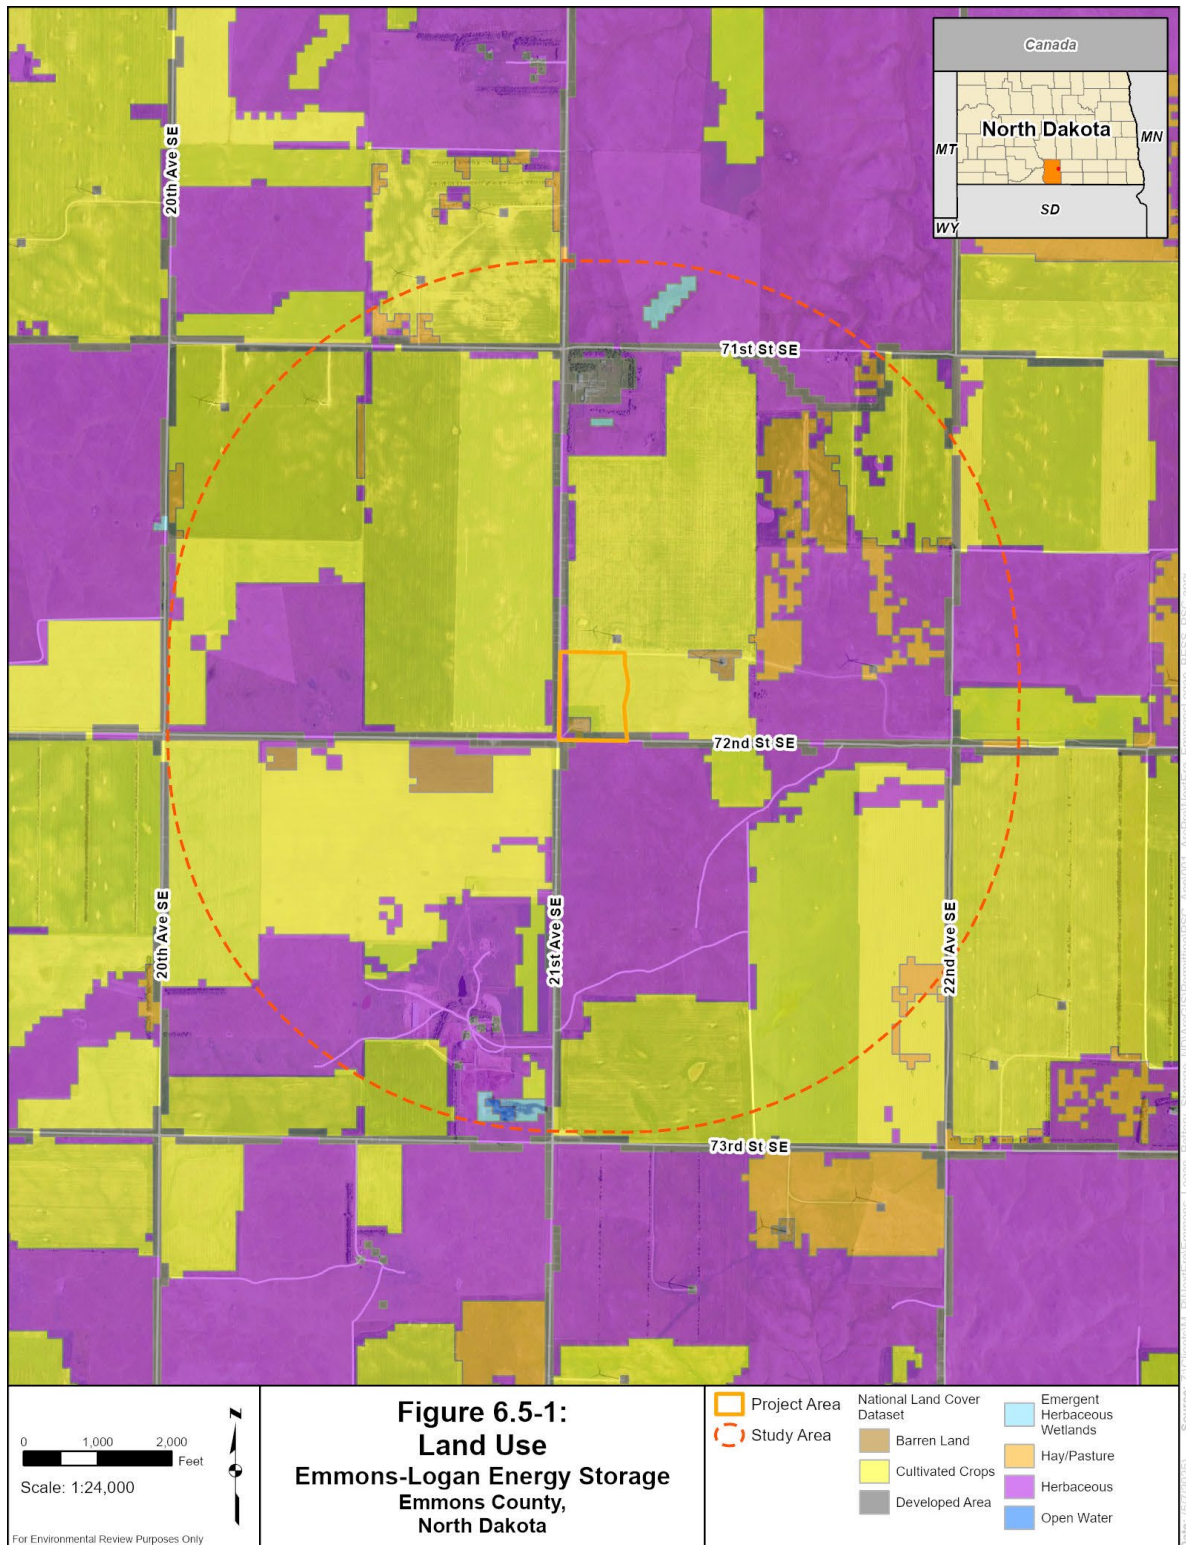 Canada
North Dakota
MT
MN
SD
WY
20th Ave SE
71st St SE
72nd St SE
20th Ave SE
21st Ave SE
22nd Ave SE
73rd St SE
0 1,000 2,000
Feet
Scale: 1:24,000
For Environmental Review Purposes Only
N
Figure 6.5-1:
Land Use
Emmons-Logan Energy Storage
Emmons County,
North Dakota
Project Area
Study Area
National Land Cover
Dataset
Barren Land
Cultivated Crops
Developed Area
Emergent
Herbaceous
Wetlands
Hay/Pasture
Herbaceous
Open Water